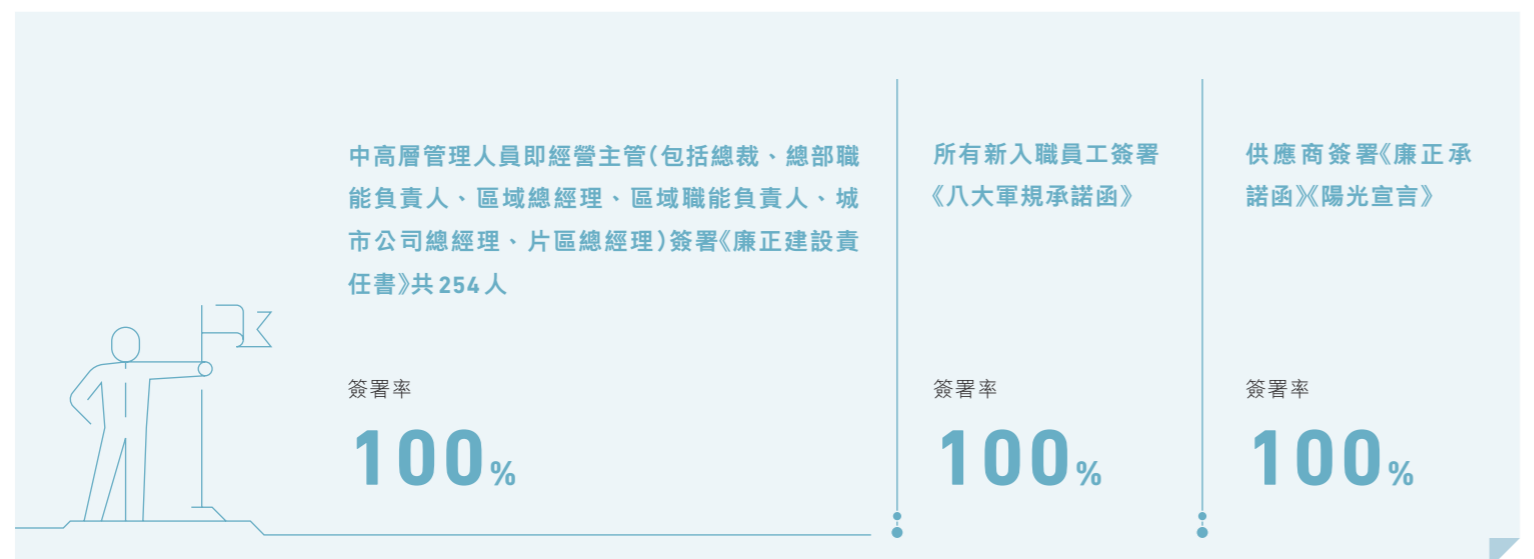 中高層管理人員即經營主管(包括總裁、總部職
能負責人、區域總經理、區域職能負責人、城
市公司總經理、片區總經理)簽署《廉正建設責
任書》共 254 人
簽署率
100%
所有新入職員工簽署
《八大軍規承諾函》
簽署率
100%
供應商簽署《廉正承
諾函》《陽光宣言》
簽署率
100%